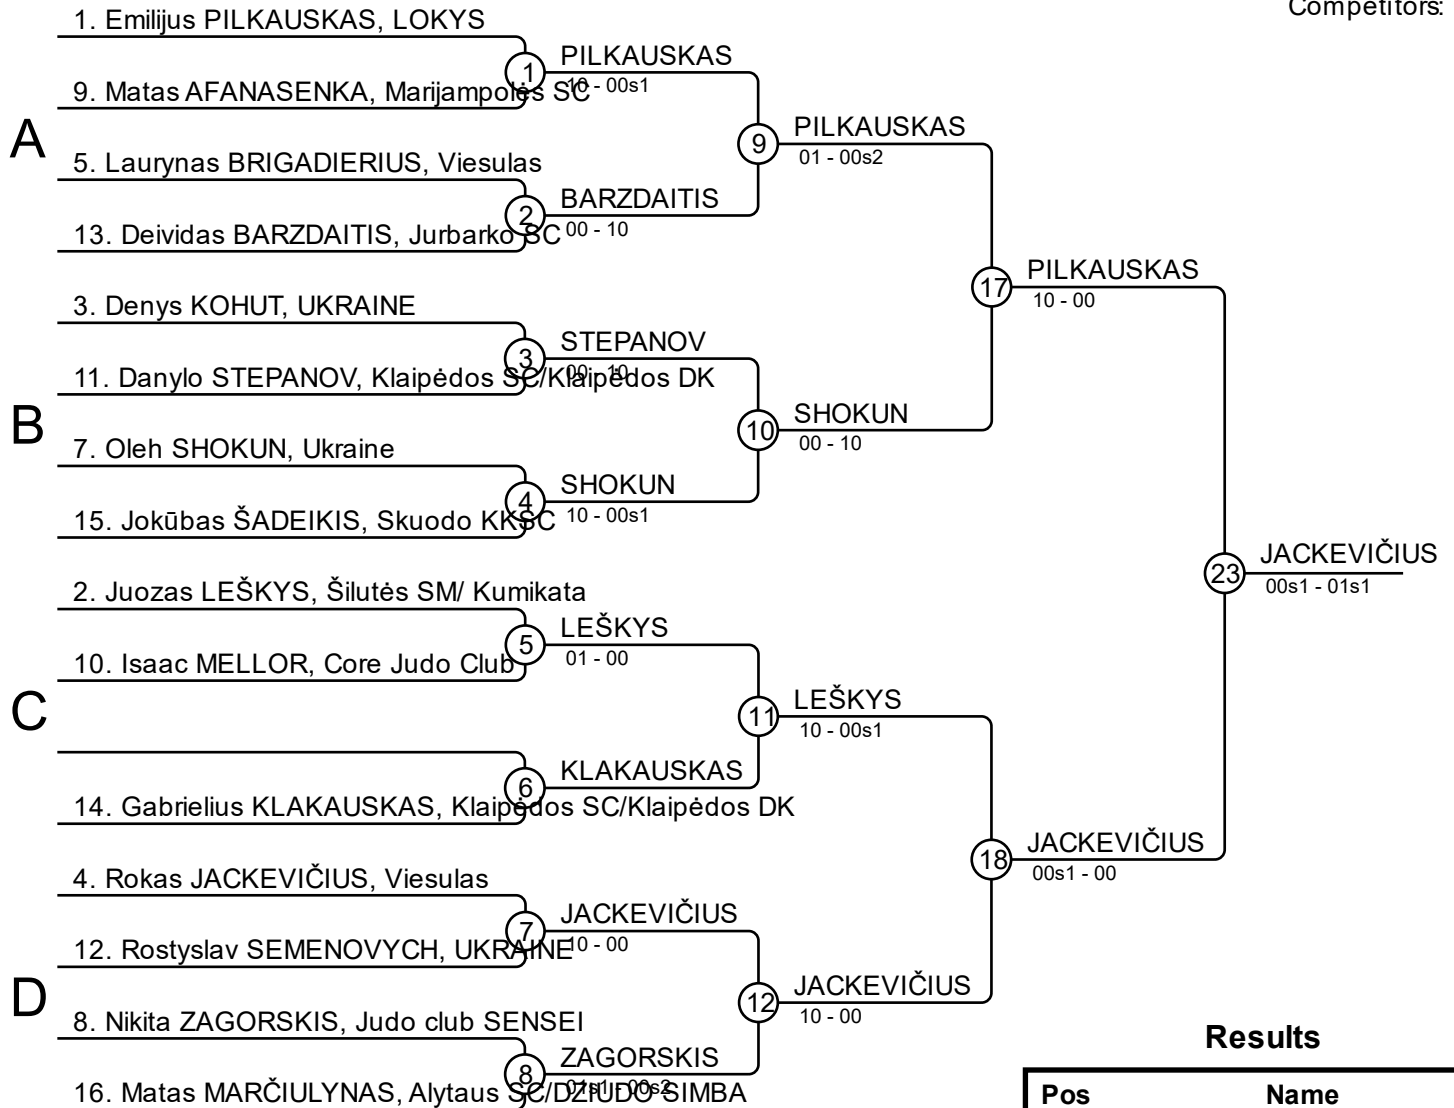 Competitors:
1. Emilijus PILKAUSKAS, LOKYS
1
PILKAUSKAS
10 - 00s1
9. Matas AFANASENKA, Marijampolės SC
A
9
PILKAUSKAS
01 - 00s2
5. Laurynas BRIGADIERIUS, Viesulas
2
BARZDAITIS
00 - 10
13. Deividas BARZDAITIS, Jurbarko SC
17
PILKAUSKAS
10 - 00
3. Denys KOHUT, UKRAINE
3
STEPANOV
00 - 10
11. Danylo STEPANOV, Klaipėdos SC/Klaipėdos DK
B
10
SHOKUN
00 - 10
7. Oleh SHOKUN, Ukraine
4
SHOKUN
10 - 00s1
15. Jokūbas ŠADEIKIS, Skuodo KKSC
23
JACKEVIČIUS
00s1 - 01s1
2. Juozas LEŠKYS, Šilutės SM/ Kumikata
5
LEŠKYS
01 - 00
10. Isaac MELLOR, Core Judo Club
C
11
LEŠKYS
10 - 00s1
6
KLAKAUSKAS
14. Gabrielius KLAKAUSKAS, Klaipėdos SC/Klaipėdos DK
18
JACKEVIČIUS
00s1 - 00
4. Rokas JACKEVIČIUS, Viesulas
7
JACKEVIČIUS
10 - 00
12. Rostyslav SEMENOVYCH, UKRAINE
D
12
JACKEVIČIUS
10 - 00
8. Nikita ZAGORSKIS, Judo club SENSEI
8
ZAGORSKIS
01s1 - 00s2
16. Matas MARČIULYNAS, Alytaus SC/DZIUDO SIMBA
Results
Pos Name